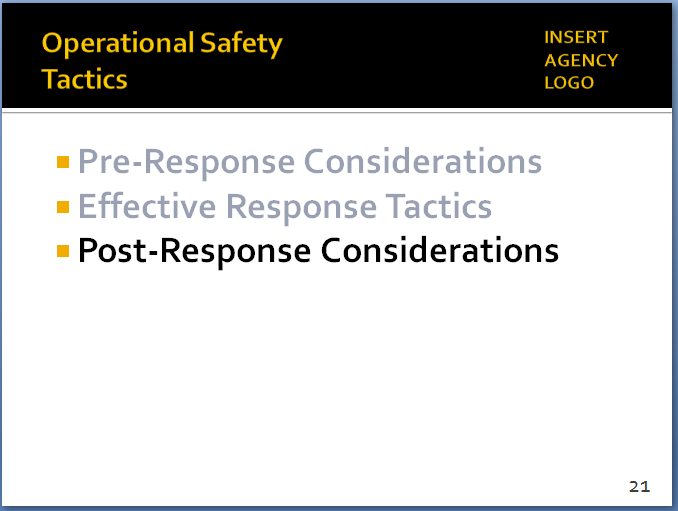 Operational Safety
Tactics
INSERT
AGENCY
LOGO
Pre-Response Considerations
Effective Response Tactics
Post-Response Considerations
21